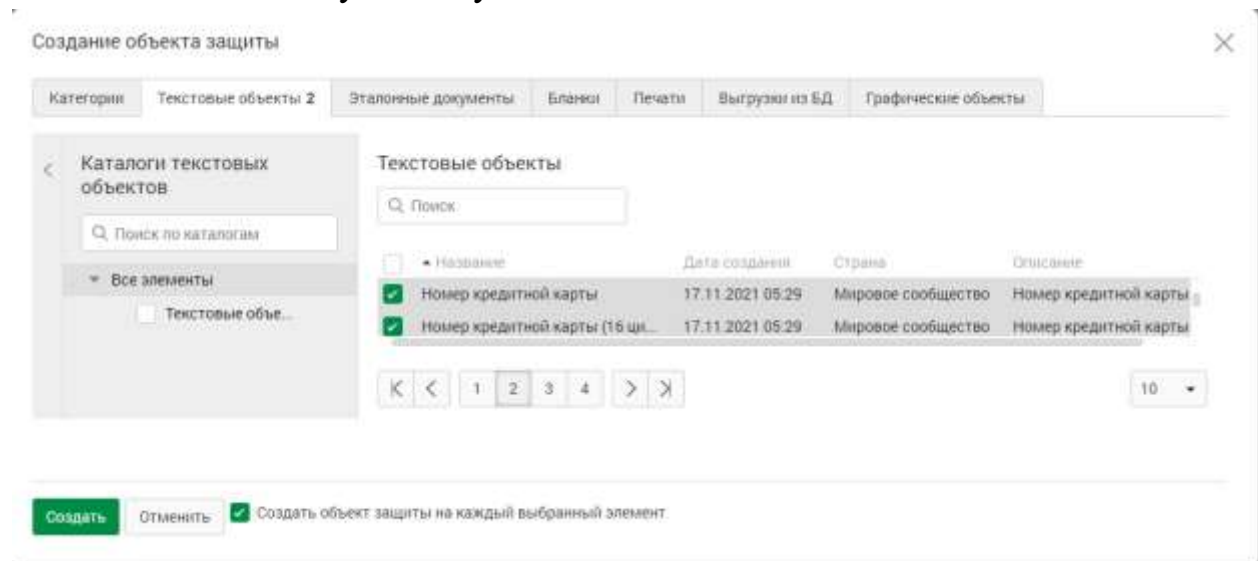 Создание объекта защиты
Категории Текстовые объекты 2 Эталонные документы Бланки Печати Выгрузки из БД Графические объекты
Каталоги текстовых объектов
Поиск по каталогам
Все элементы
Текстовые объе...
Текстовые объекты
Поиск
Название Дата создания Страна Описание
Номер кредитной карты 17.11.2021 05:29 Мировое сообщество Номер кредитной карты
Номер кредитной карты (16 ци... 17.11.2021 05:29 Мировое сообщество Номер кредитной карты
1 2 3 4 10
Создать Отменить Создать объект защиты на каждый выбранный элемент